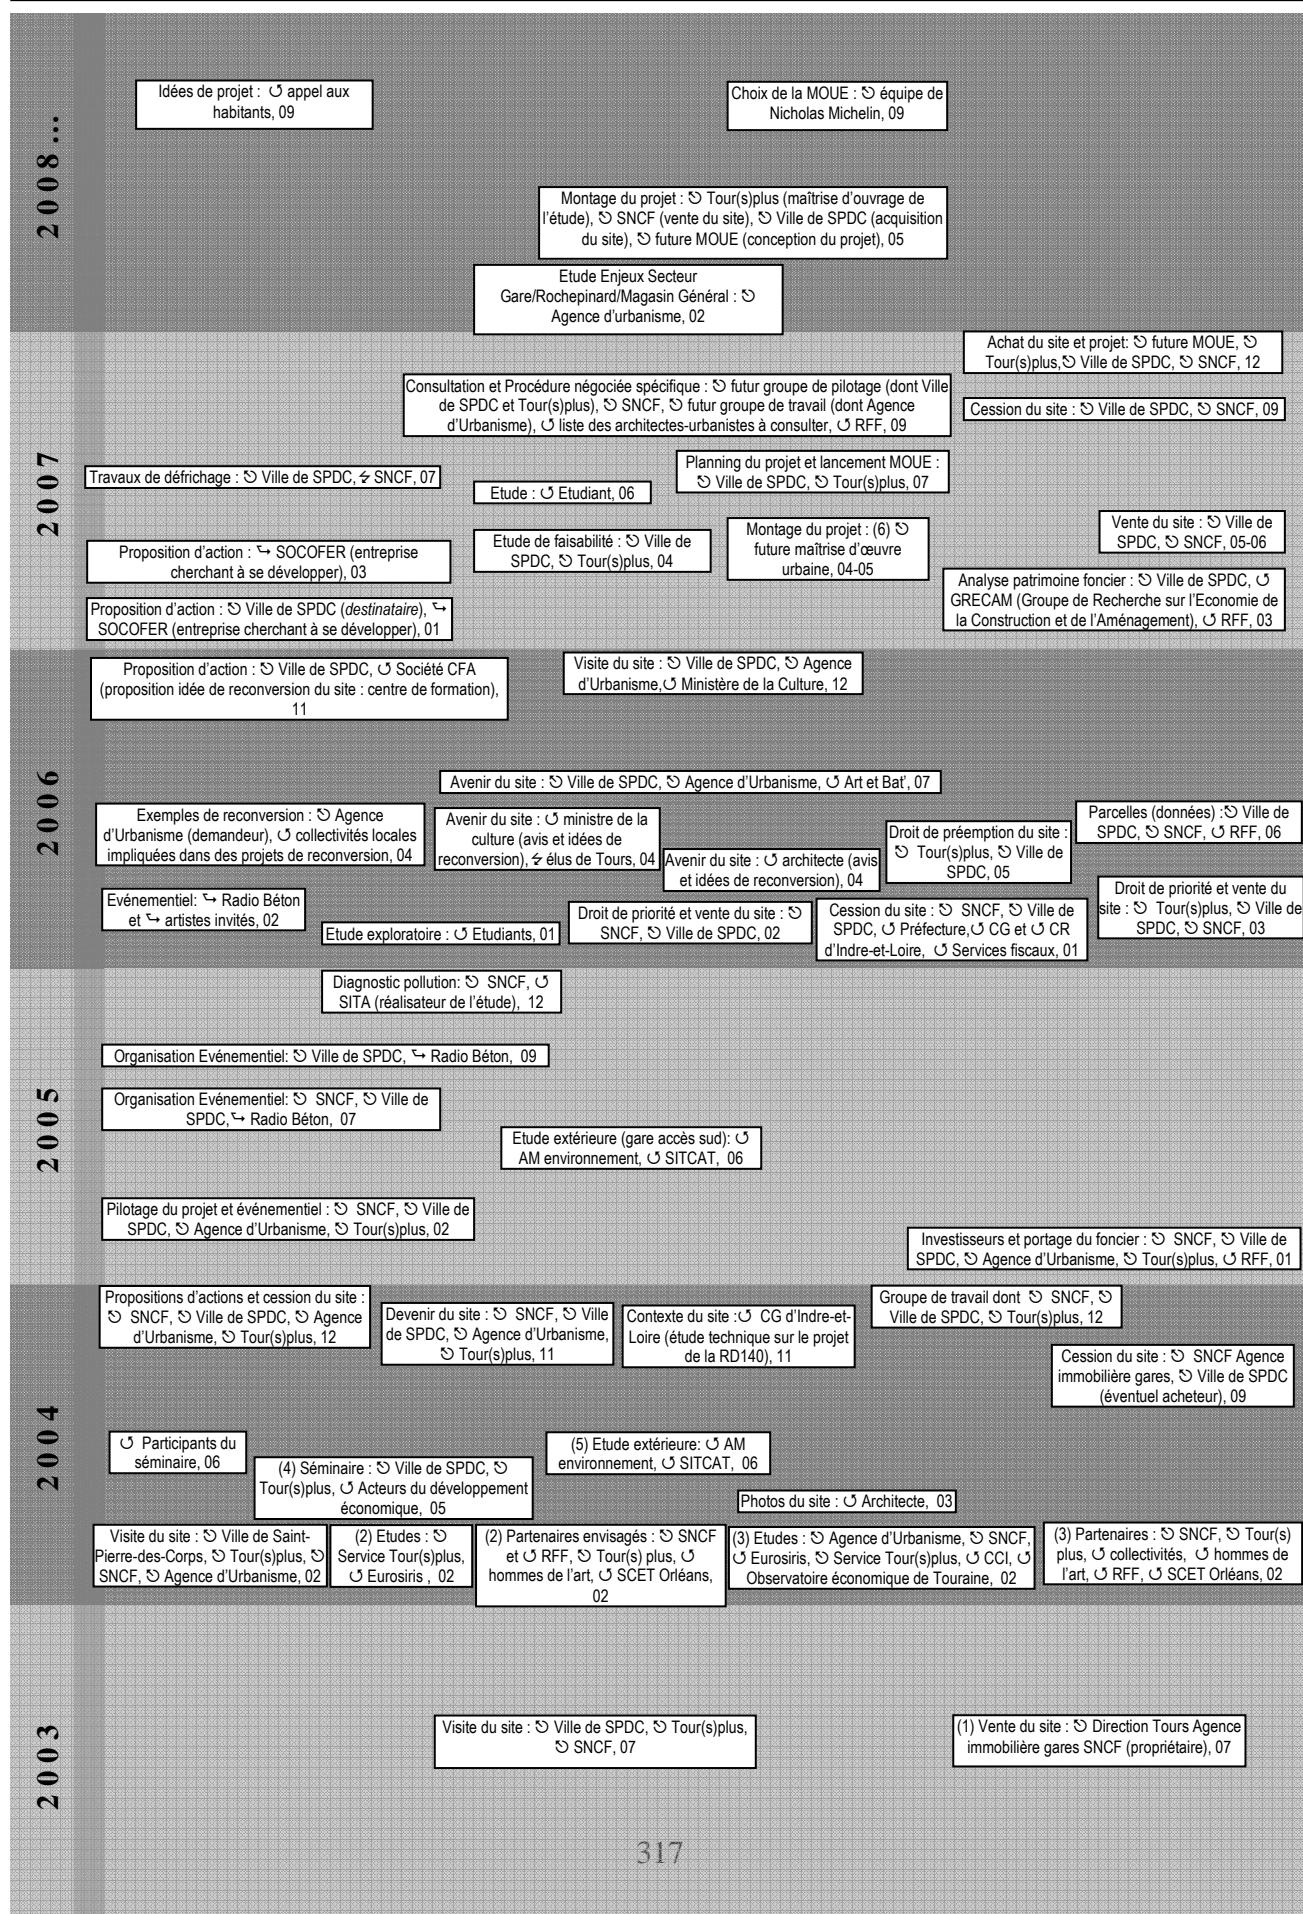 2008...
Idées de projet : ↺ appel aux
habitants, 09
Choix de la MOUE : ⎋ équipe de
Nicholas Michelin, 09
Montage du projet : ⎋ Tour(s)plus (maîtrise d'ouvrage de
l'étude), ⎋ SNCF (vente du site), ⎋ Ville de SPDC (acquisition
du site), ⎋ future MOUE (conception du projet), 05
Etude Enjeux Secteur
Gare/Rochepinard/Magasin Général : ⎋
Agence d'urbanisme, 02
2007
Achat du site et projet: ⎋ future MOUE, ⎋
Tour(s)plus,⎋ Ville de SPDC, ⎋ SNCF, 12
Consultation et Procédure négociée spécifique : ⎋ futur groupe de pilotage (dont Ville
de SPDC et Tour(s)plus), ⎋ SNCF, ⎋ futur groupe de travail (dont Agence
d'Urbanisme), ↺ liste des architectes-urbanistes à consulter, ↺ RFF, 09
Cession du site : ⎋ Ville de SPDC, ⎋ SNCF, 09
Travaux de défrichage : ⎋ Ville de SPDC, ⭍ SNCF, 07
Planning du projet et lancement MOUE :
⎋ Ville de SPDC, ⎋ Tour(s)plus, 07
Etude : ↺ Etudiant, 06
Vente du site : ⎋ Ville de
SPDC, ⎋ SNCF, 05-06
Montage du projet : (6) ⎋
future maîtrise d'œuvre
urbaine, 04-05
Etude de faisabilité : ⎋ Ville de
SPDC, ⎋ Tour(s)plus, 04
Proposition d'action : ⮡ SOCOFER (entreprise
cherchant à se développer), 03
Analyse patrimoine foncier : ⎋ Ville de SPDC, ↺
GRECAM (Groupe de Recherche sur l'Economie de
la Construction et de l'Aménagement), ↺ RFF, 03
Proposition d'action : ⎋ Ville de SPDC (destinataire), ⮡
SOCOFER (entreprise cherchant à se développer), 01
2006
Proposition d'action : ⎋ Ville de SPDC, ↺ Société CFA
(proposition idée de reconversion du site : centre de formation),
11
Visite du site : ⎋ Ville de SPDC, ⎋ Agence
d'Urbanisme,↺ Ministère de la Culture, 12
Avenir du site : ⎋ Ville de SPDC, ⎋ Agence d'Urbanisme, ↺ Art et Bat', 07
Exemples de reconversion : ⎋ Agence
d'Urbanisme (demandeur), ↺ collectivités locales
impliquées dans des projets de reconversion, 04
Avenir du site : ↺ ministre de la
culture (avis et idées de
reconversion), ⭍ élus de Tours, 04
Avenir du site : ↺ architecte (avis
et idées de reconversion), 04
Droit de préemption du site :
⎋ Tour(s)plus, ⎋ Ville de
SPDC, 05
Parcelles (données) :⎋ Ville de
SPDC, ⎋ SNCF, ↺ RFF, 06
Evénementiel: ⮡ Radio Béton
et ⮡ artistes invités, 02
Etude exploratoire : ↺ Etudiants, 01
Droit de priorité et vente du site : ⎋
SNCF, ⎋ Ville de SPDC, 02
Cession du site : ⎋ SNCF, ⎋ Ville de
SPDC, ↺ Préfecture,↺ CG et ↺ CR
d'Indre-et-Loire, ↺ Services fiscaux, 01
Droit de priorité et vente du
site : ⎋ Tour(s)plus, ⎋ Ville de
SPDC, ⎋ SNCF, 03
2005
Diagnostic pollution: ⎋ SNCF, ↺
SITA (réalisateur de l'étude), 12
Organisation Evénementiel: ⎋ Ville de SPDC, ⮡ Radio Béton, 09
Organisation Evénementiel: ⎋ SNCF, ⎋ Ville de
SPDC,⮡ Radio Béton, 07
Etude extérieure (gare accès sud): ↺
AM environnement, ↺ SITCAT, 06
Pilotage du projet et événementiel : ⎋ SNCF, ⎋ Ville de
SPDC, ⎋ Agence d'Urbanisme, ⎋ Tour(s)plus, 02
Investisseurs et portage du foncier : ⎋ SNCF, ⎋ Ville de
SPDC, ⎋ Agence d'Urbanisme, ⎋ Tour(s)plus, ↺ RFF, 01
2004
Propositions d'actions et cession du site :
⎋ SNCF, ⎋ Ville de SPDC, ⎋ Agence
d'Urbanisme, ⎋ Tour(s)plus, 12
Devenir du site : ⎋ SNCF, ⎋ Ville
de SPDC, ⎋ Agence d'Urbanisme,
⎋ Tour(s)plus, 11
Contexte du site :↺ CG d'Indre-et-
Loire (étude technique sur le projet
de la RD140), 11
Groupe de travail dont ⎋ SNCF, ⎋
Ville de SPDC, ⎋ Tour(s)plus, 12
Cession du site : ⎋ SNCF Agence
immobilière gares, ⎋ Ville de SPDC
(éventuel acheteur), 09
↺ Participants du
séminaire, 06
(4) Séminaire : ⎋ Ville de SPDC, ⎋
Tour(s)plus, ↺ Acteurs du développement
économique, 05
(5) Etude extérieure: ↺ AM
environnement, ↺ SITCAT, 06
Photos du site : ↺ Architecte, 03
Visite du site : ⎋ Ville de Saint-
Pierre-des-Corps, ⎋ Tour(s)plus, ⎋
SNCF, ⎋ Agence d'Urbanisme, 02
(2) Etudes : ⎋
Service Tour(s)plus,
↺ Eurosiris , 02
(2) Partenaires envisagés : ⎋ SNCF
et ↺ RFF, ⎋ Tour(s) plus, ↺
hommes de l'art, ↺ SCET Orléans,
02
(3) Etudes : ⎋ Agence d'Urbanisme, ⎋ SNCF,
↺ Eurosiris, ⎋ Service Tour(s)plus, ↺ CCI, ↺
Observatoire économique de Touraine, 02
(3) Partenaires : ⎋ SNCF, ⎋ Tour(s)
plus, ↺ collectivités, ↺ hommes de
l'art, ↺ RFF, ↺ SCET Orléans, 02
2003
Visite du site : ⎋ Ville de SPDC, ⎋ Tour(s)plus,
⎋ SNCF, 07
(1) Vente du site : ⎋ Direction Tours Agence
immobilière gares SNCF (propriétaire), 07
317